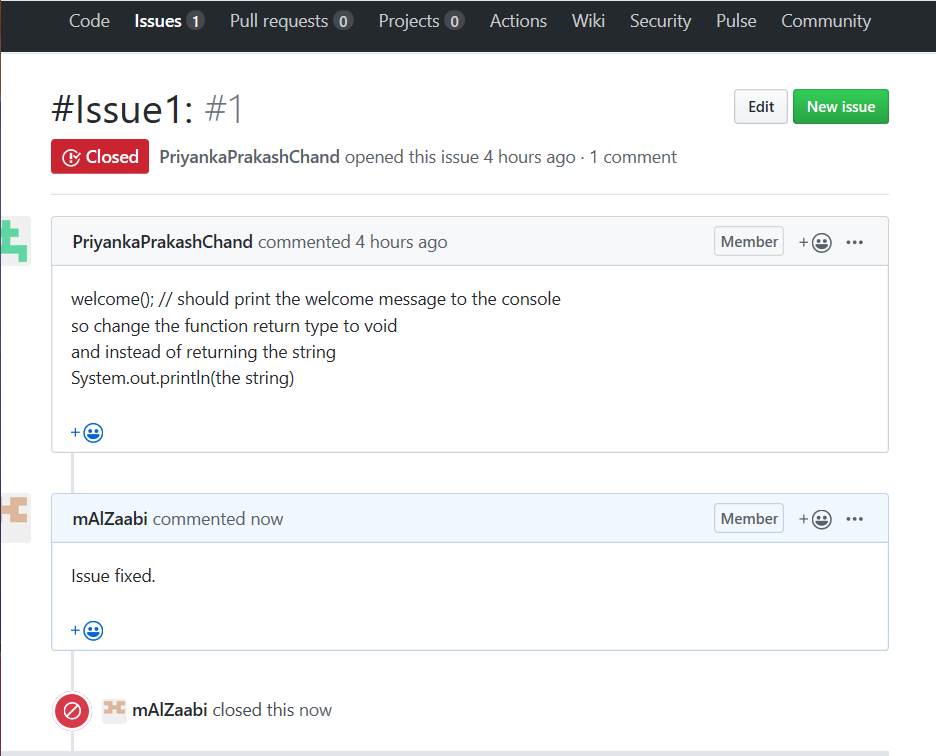 Code Issues 1 Pull requests 0 Projects 0 Actions Wiki Security Pulse Community
#Issue1: #1
Edit New issue
Closed PriyankaPrakashChand opened this issue 4 hours ago · 1 comment
PriyankaPrakashChand commented 4 hours ago Member
welcome(); // should print the welcome message to the console
so change the function return type to void
and instead of returning the string
System.out.println(the string)
mAlZaabi commented now Member
Issue fixed.
mAlZaabi closed this now